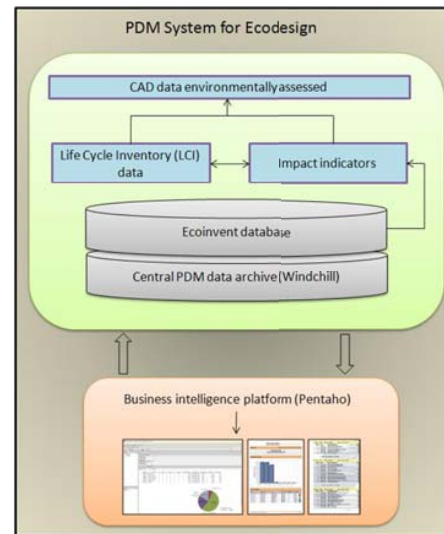 PDM System for Ecodesign
CAD data environmentally assessed
Life Cycle Inventory (LCI)
data
Impact indicators
Ecoinvent database
Central PDM data archive (Windchill)
Business intelligence platform (Pentaho)